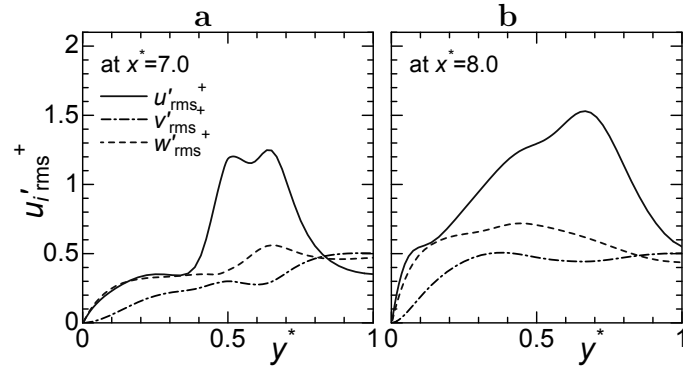 a
b
2
1.5
1
0.5
0
u_i'rms^+
at x*=7.0
u'rms^+
v'rms^+
w'rms^+
at x*=8.0
0 0.5 1
y*
0 0.5 1
y*